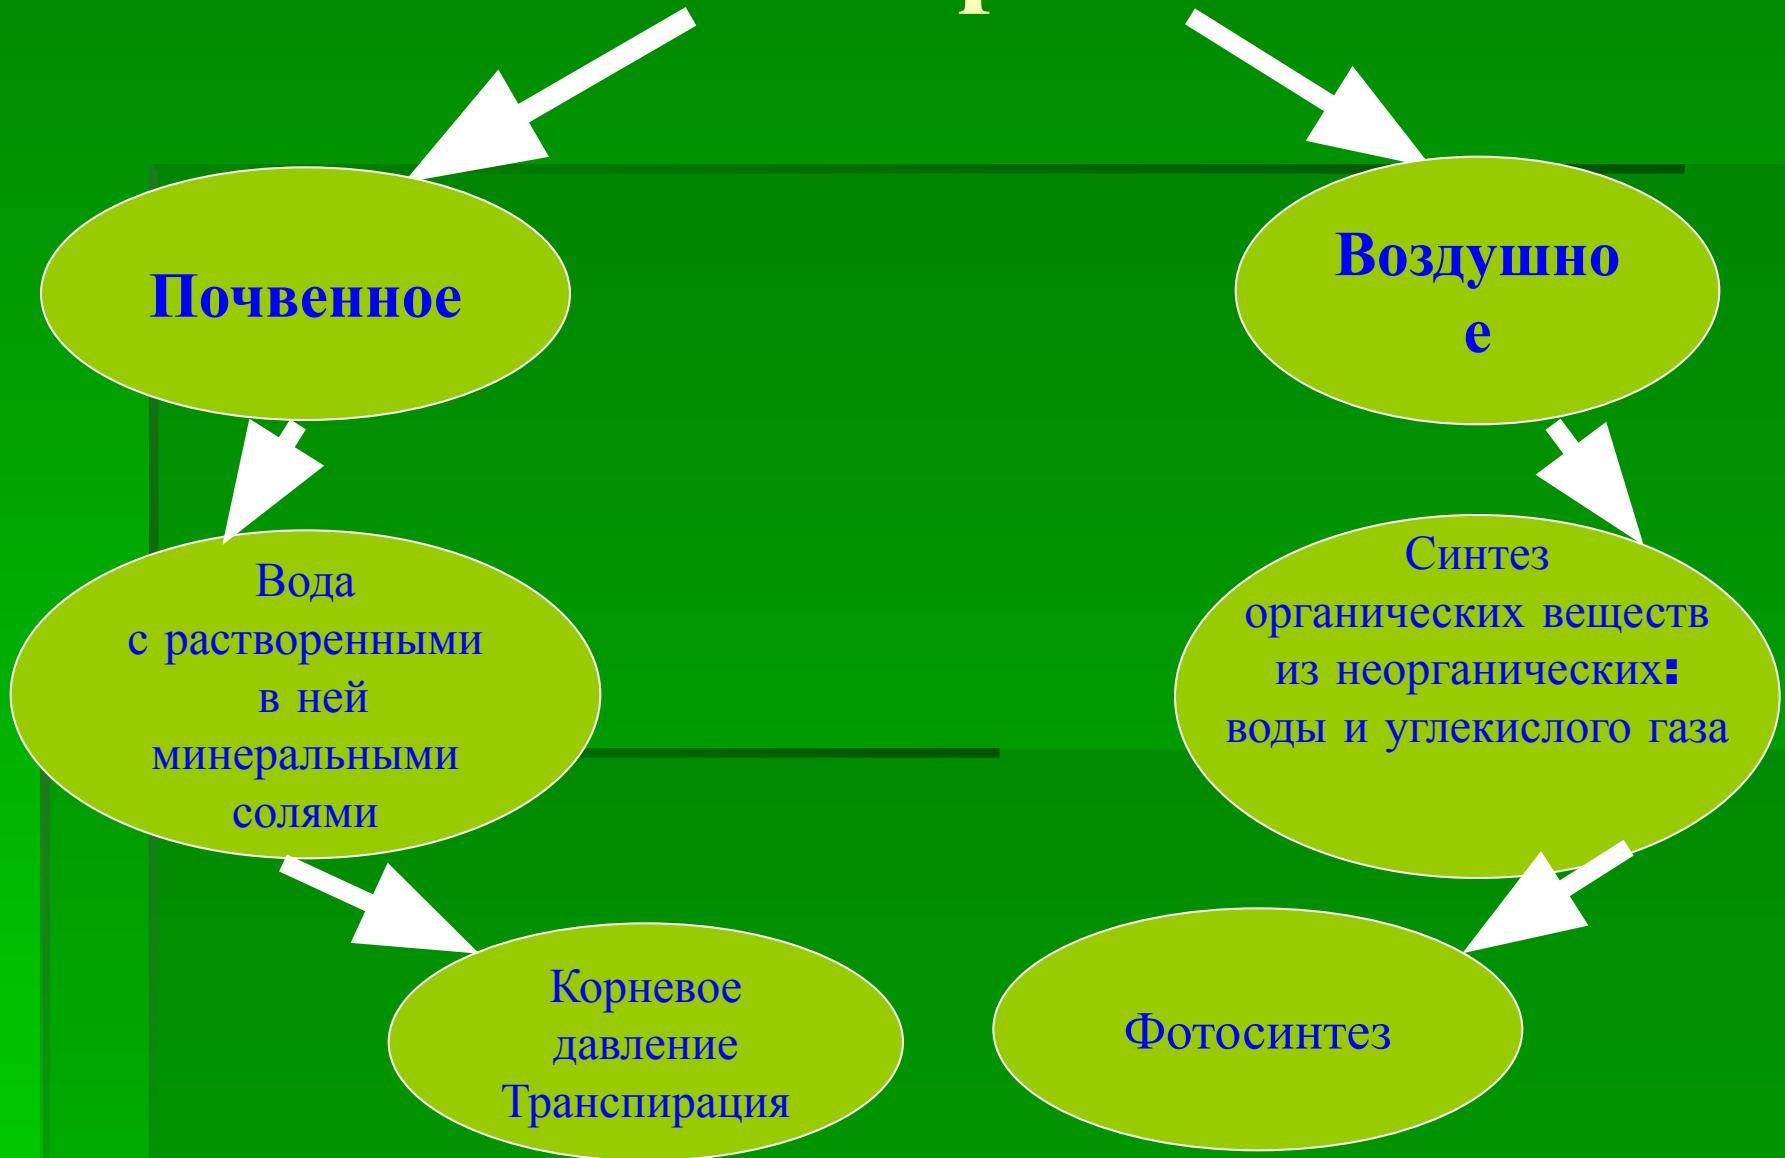 Почвенное
Воздушно
е
Вода
с растворенными
в ней
минеральными
солями
Синтез
органических веществ
из неорганических:
воды и углекислого газа
Корневое
давление
Транспирация
Фотосинтез